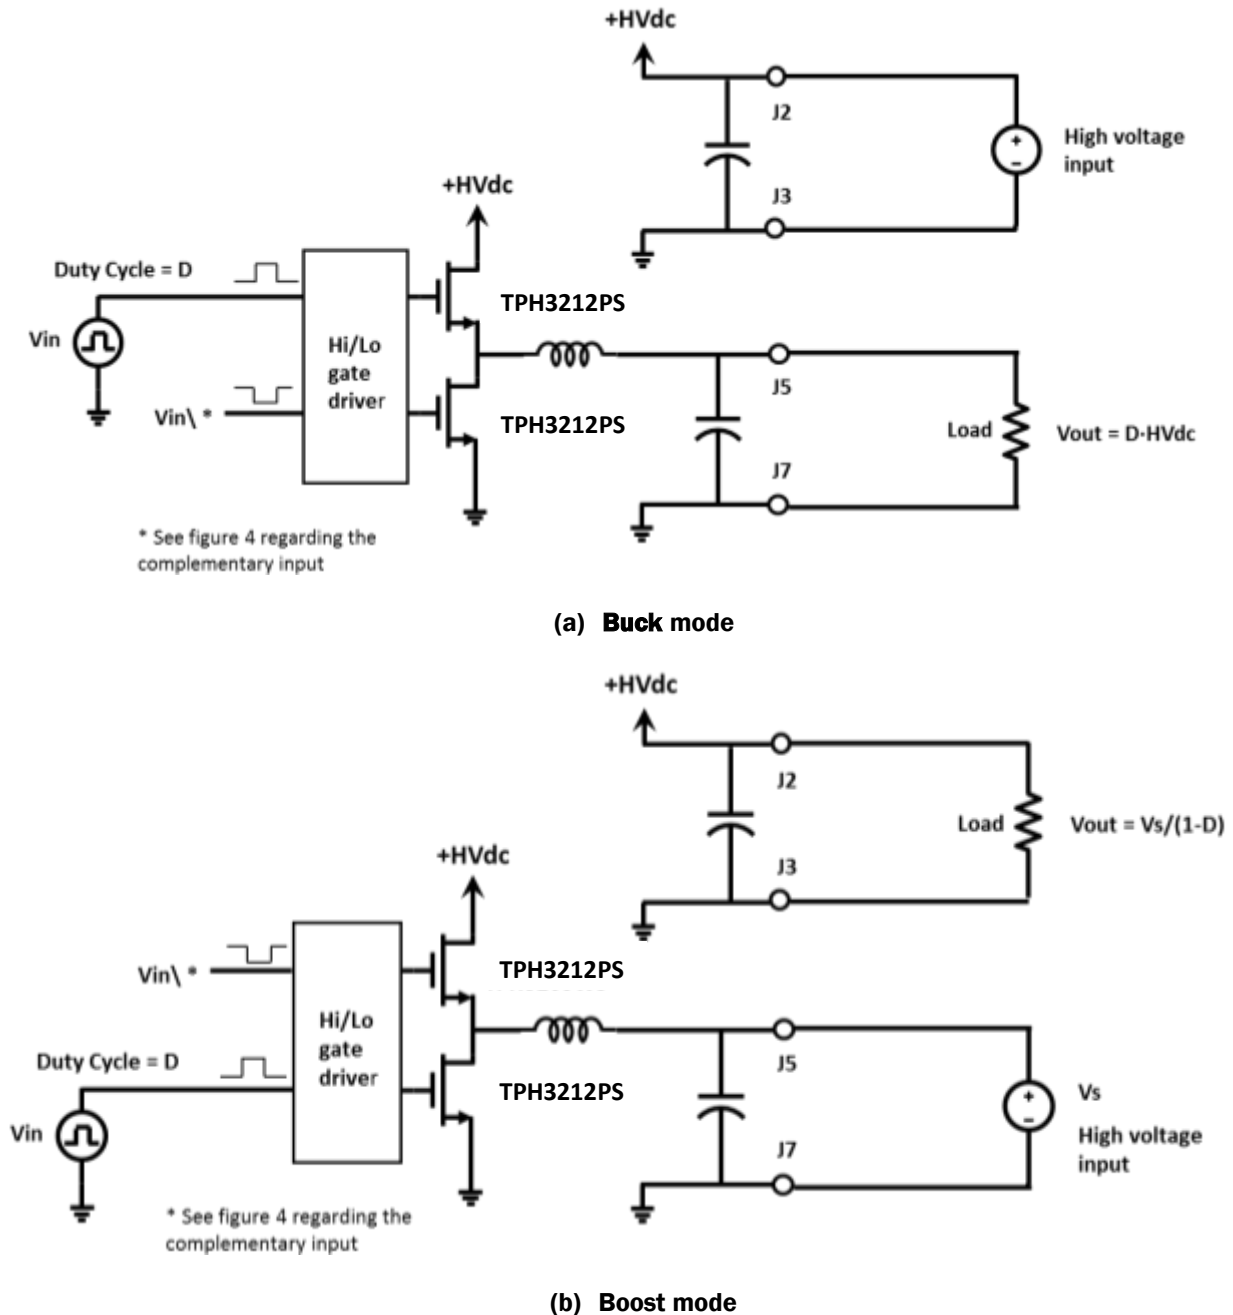 +HVdc
J2
High voltage
input
J3
+HVdc
Duty Cycle = D
TPH3212PS
Vin
Hi/Lo
gate
driver
J5
Vin\ *
TPH3212PS
Load
Vout = D·HVdc
J7
* See figure 4 regarding the
complementary input
(a) Buck mode
+HVdc
J2
Load
Vout = Vs/(1-D)
J3
+HVdc
Vin\ *
TPH3212PS
Hi/Lo
gate
driver
Duty Cycle = D
J5
TPH3212PS
Vs
Vin
High voltage
input
J7
* See figure 4 regarding the
complementary input
(b) Boost mode